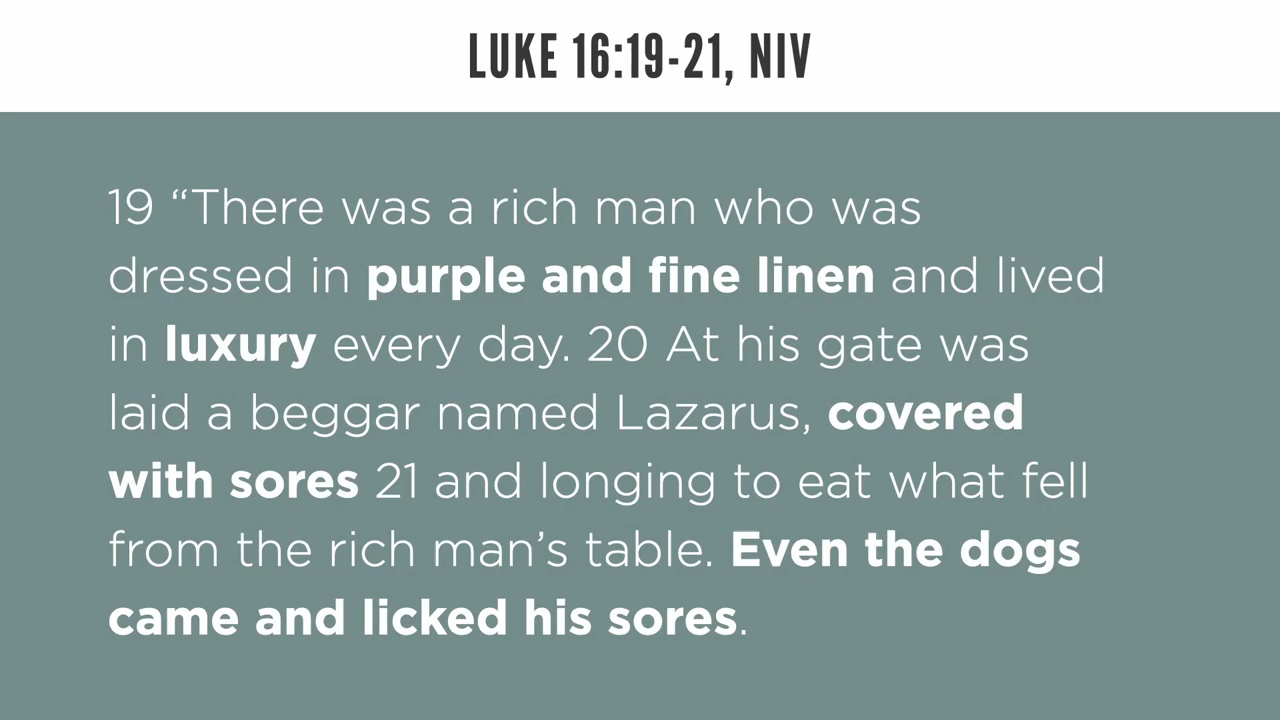 LUKE 16:19-21, NIV
19 “There was a rich man who was
dressed in purple and fine linen and lived
in luxury every day. 20 At his gate was
laid a beggar named Lazarus, covered
with sores 21 and longing to eat what fell
from the rich man’s table. Even the dogs
came and licked his sores.